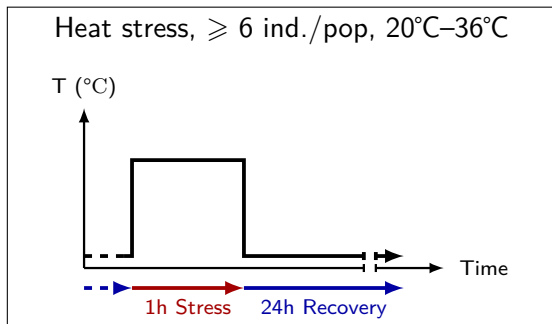 Heat stress, ⩾ 6 ind./pop, 20°C–36°C
T (°C)
Time
1h Stress
24h Recovery